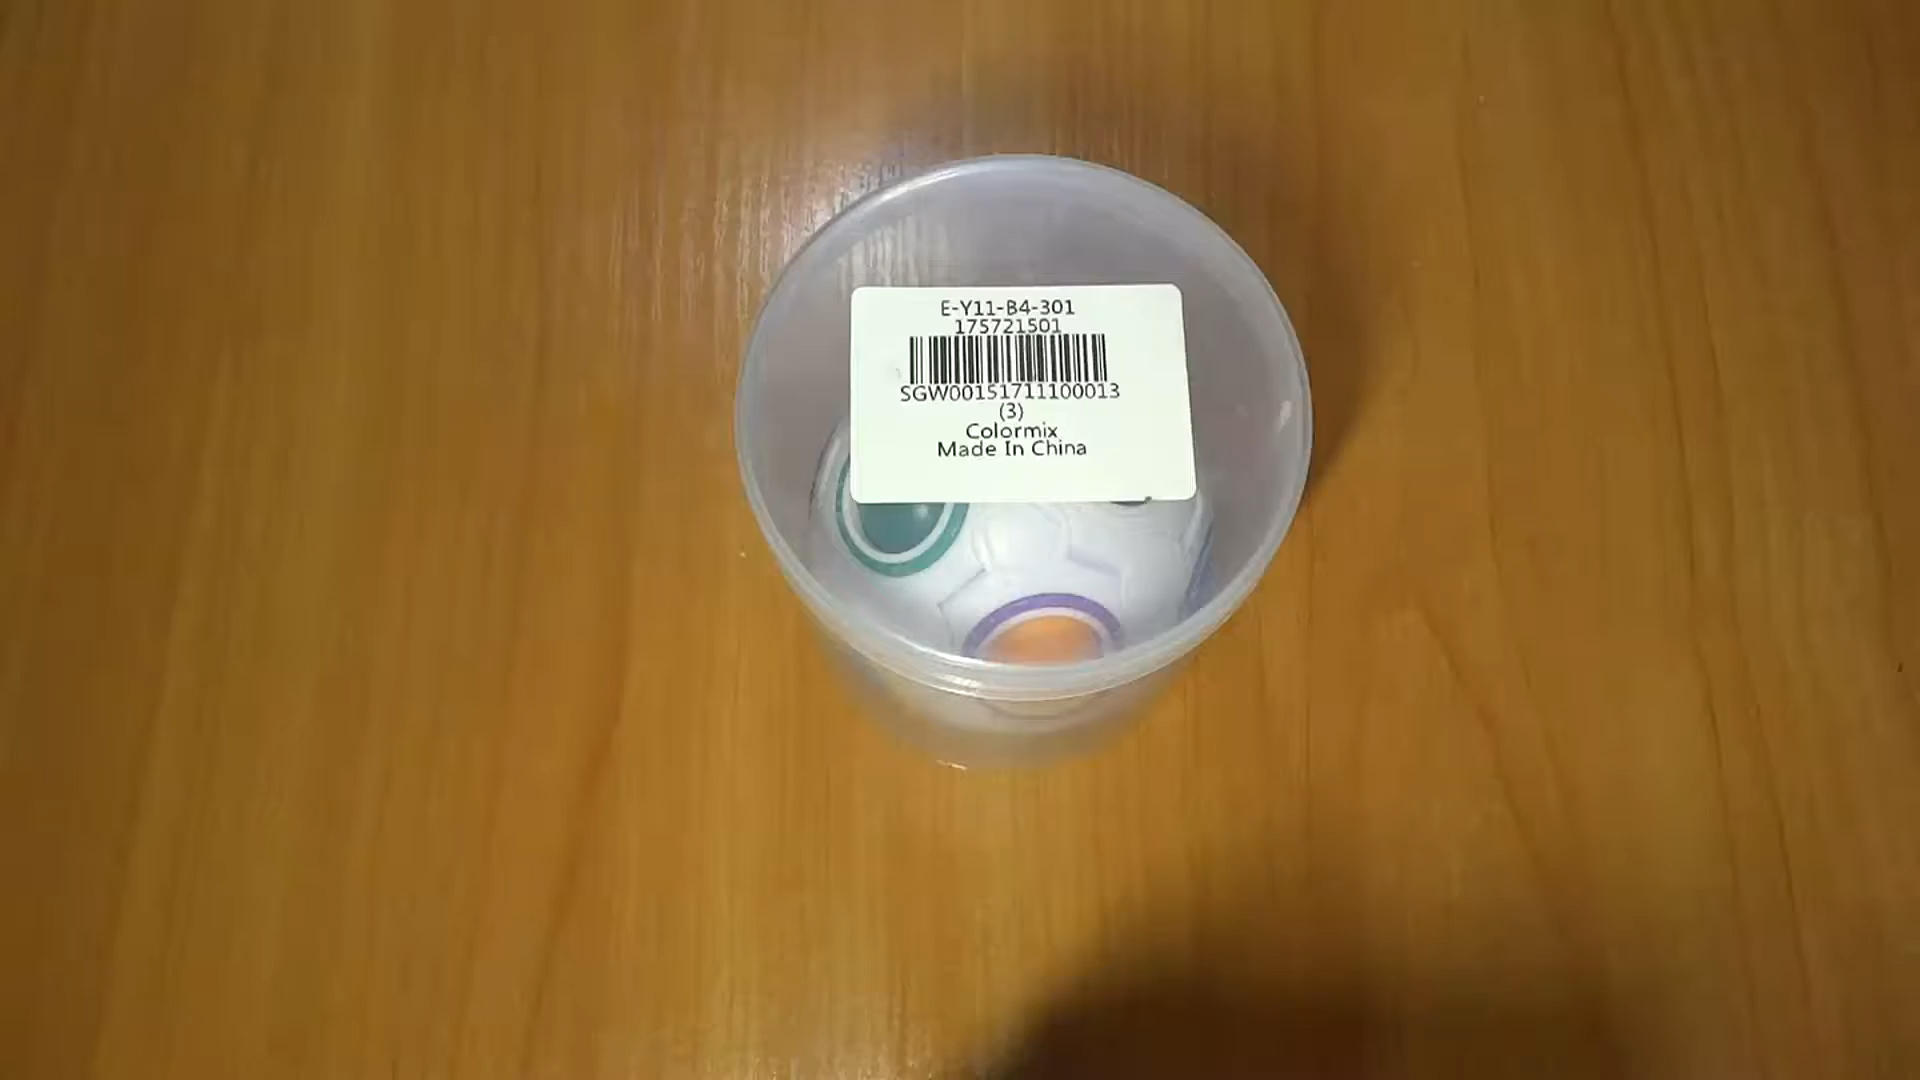 E-Y11-B4-301
175721501
SGW00151711100013
(3)
Colormix
Made In China